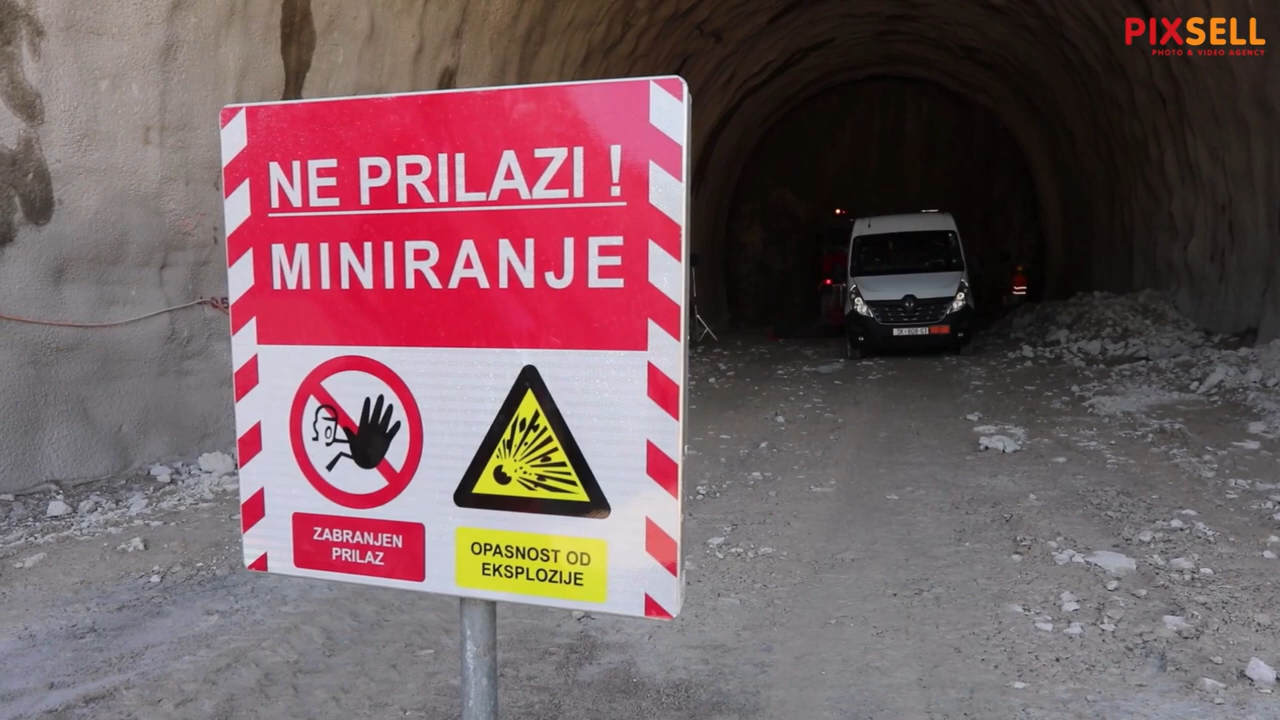 PIXSELL
PHOTO & VIDEO AGENCY
NE PRILAZI !
MINIRANJE
ZABRANJEN
PRILAZ
OPASNOST OD
EKSPLOZIJE